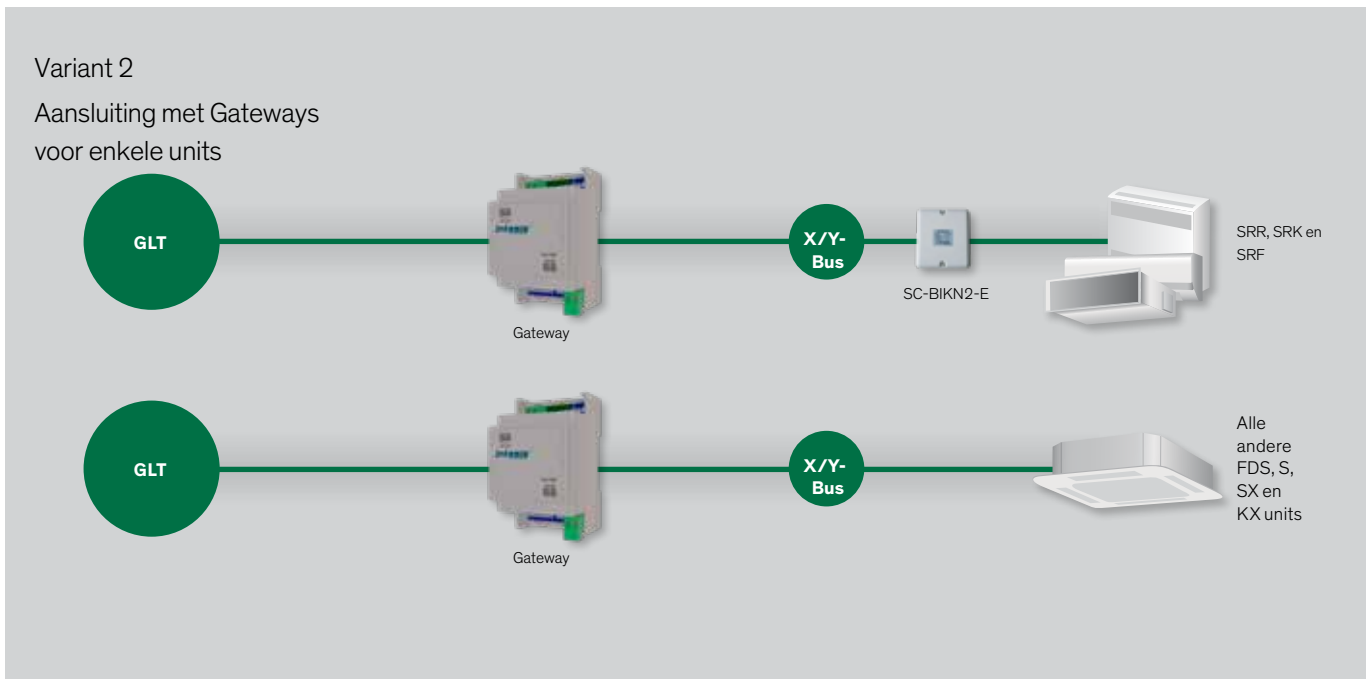 Variant 2
Aansluiting met Gateways
voor enkele units
GLT
Gateway
X/Y-
Bus
SC-BIKN2-E
SRR, SRK en
SRF
GLT
Gateway
X/Y-
Bus
Alle
andere
FDS, S,
SX en
KX units